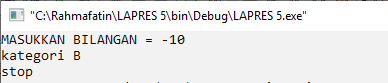 "C:\Rahmafatin\LAPRES 5\bin\Debug\LAPRES 5.exe"
MASUKKAN BILANGAN = -10
kategori B
stop